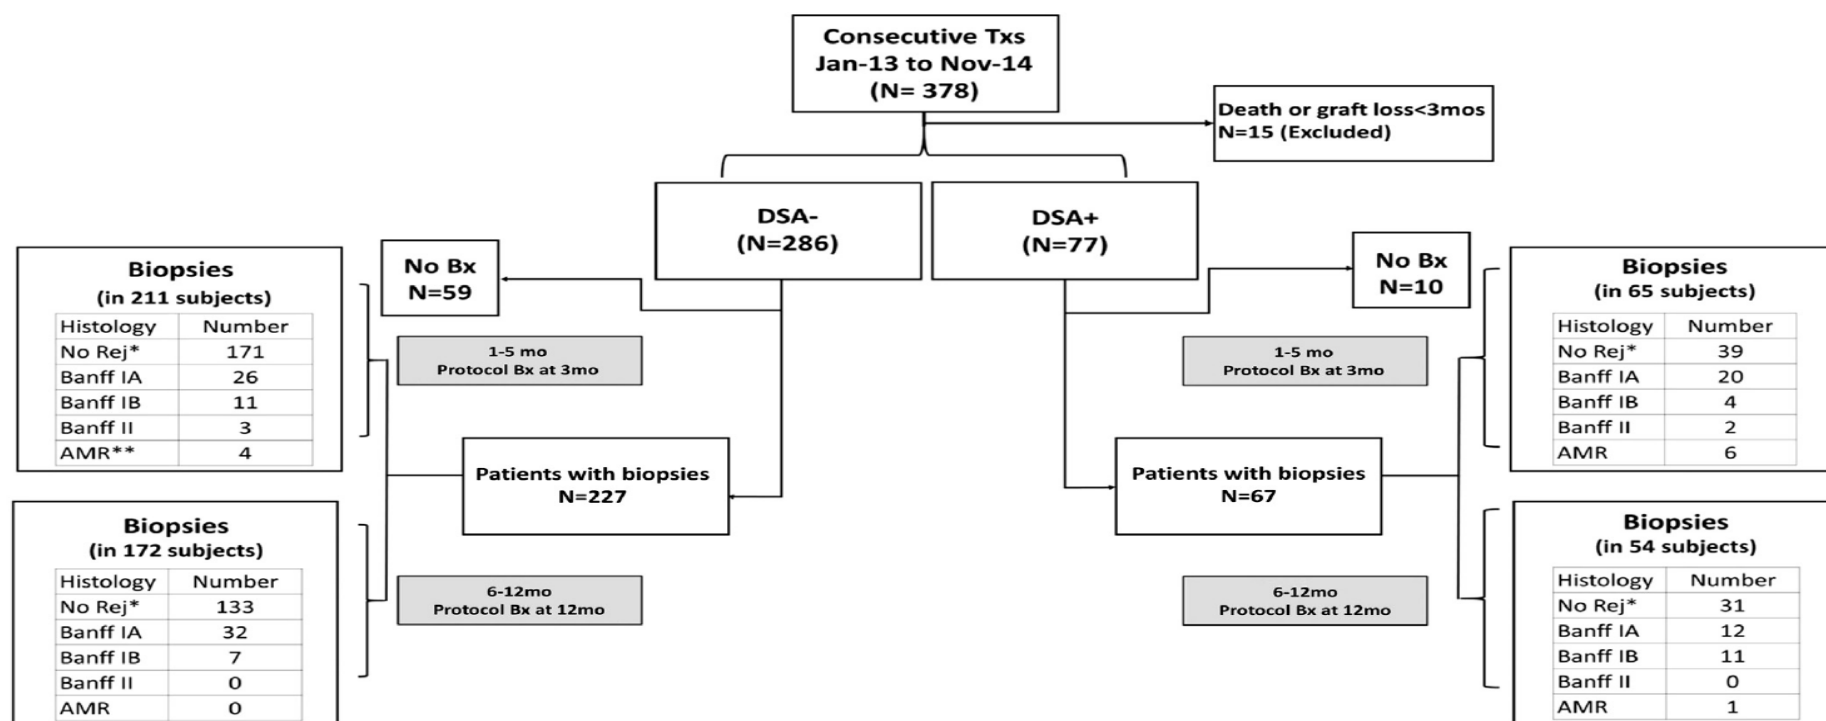 Consecutive Txs
Jan-13 to Nov-14
(N= 378)
Death or graft loss<3mos
N=15 (Excluded)
DSA-
(N=286)
DSA+
(N=77)
No Bx
N=59
No Bx
N=10
Biopsies
(in 211 subjects)
Histology Number
No Rej* 171
Banff IA 26
Banff IB 11
Banff II 3
AMR** 4
1-5 mo
Protocol Bx at 3mo
Patients with biopsies
N=227
Biopsies
(in 172 subjects)
Histology Number
No Rej* 133
Banff IA 32
Banff IB 7
Banff II 0
AMR 0
6-12mo
Protocol Bx at 12mo
1-5 mo
Protocol Bx at 3mo
Biopsies
(in 65 subjects)
Histology Number
No Rej* 39
Banff IA 20
Banff IB 4
Banff II 2
AMR 6
Patients with biopsies
N=67
6-12mo
Protocol Bx at 12mo
Biopsies
(in 54 subjects)
Histology Number
No Rej* 31
Banff IA 12
Banff IB 11
Banff II 0
AMR 1